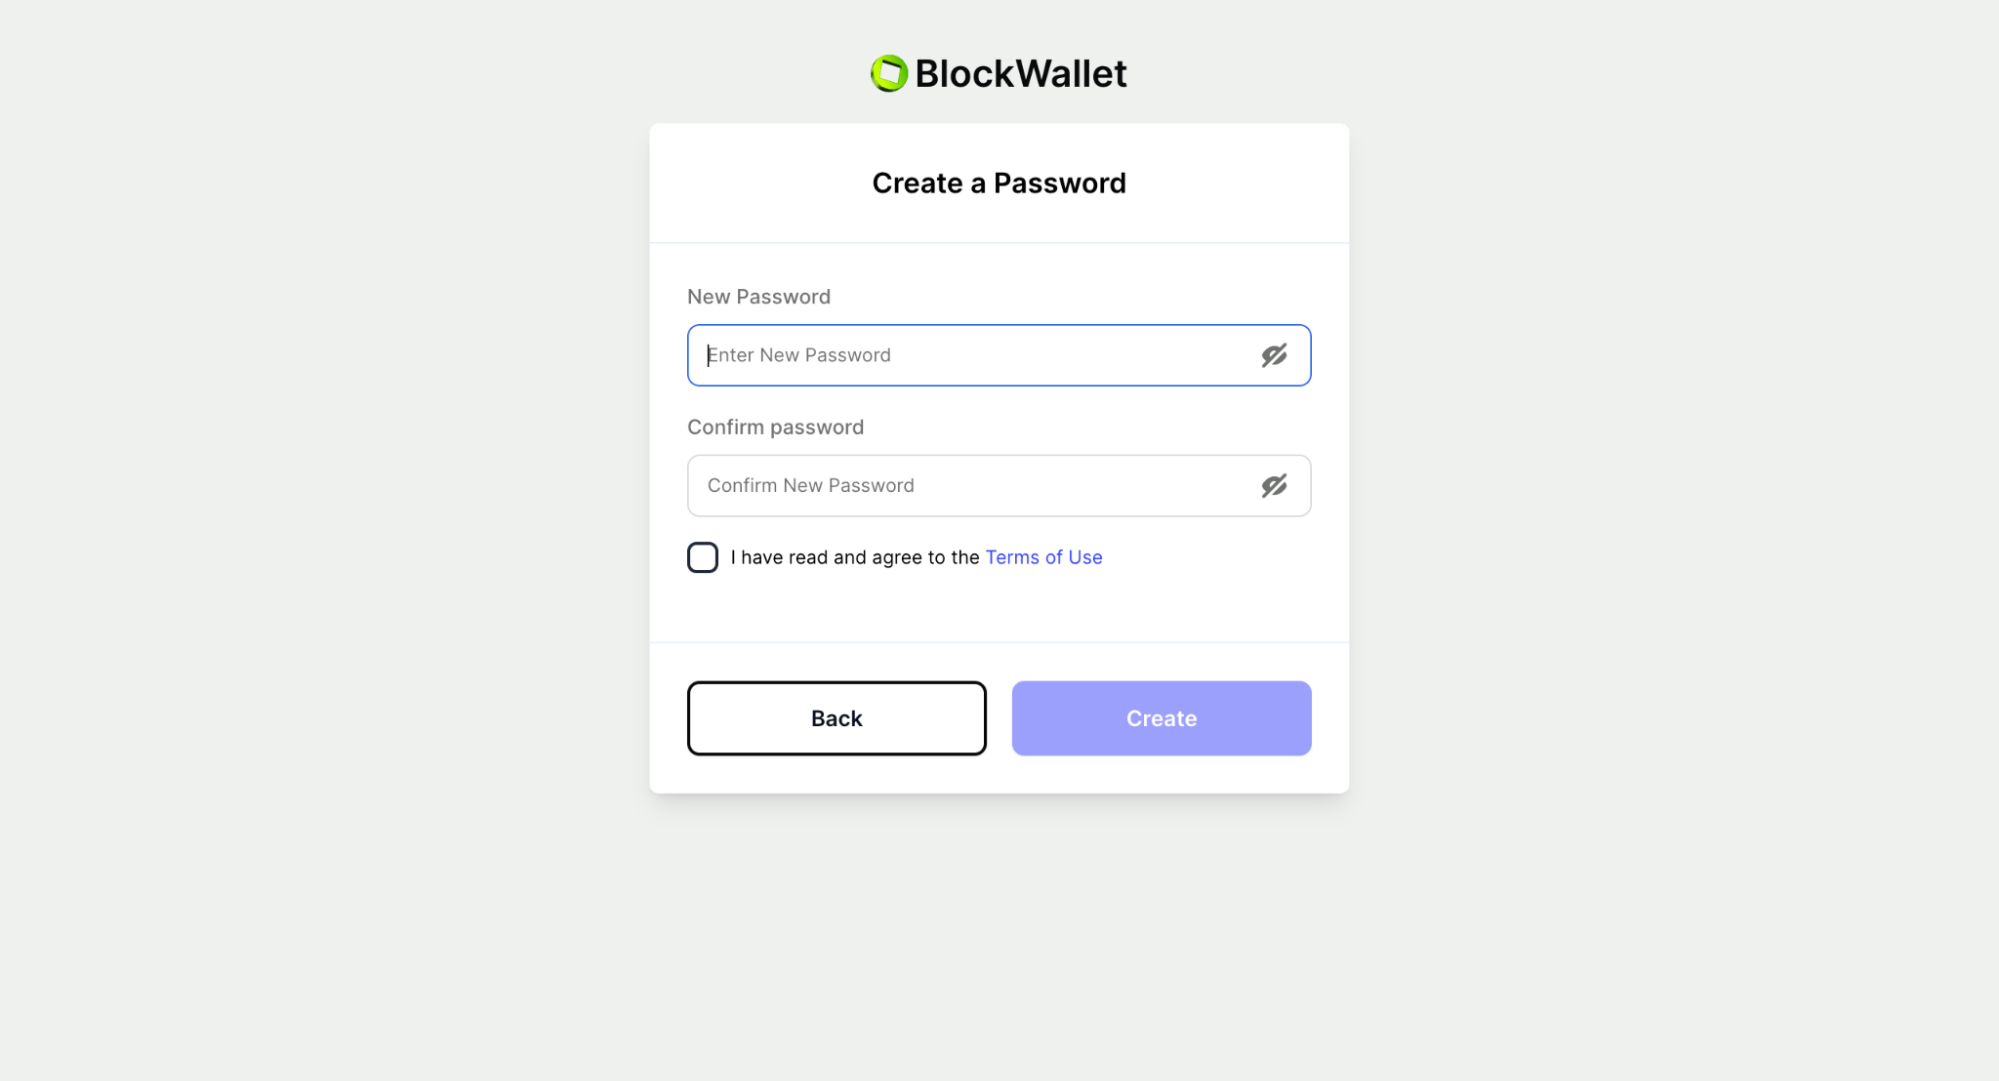 BlockWallet
Create a Password
New Password
Enter New Password
Confirm password
Confirm New Password
I have read and agree to the Terms of Use
Back
Create